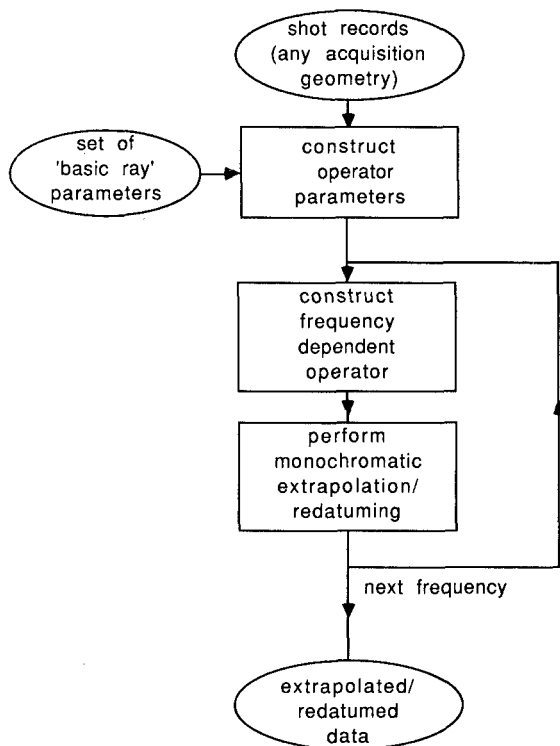 shot records
(any acquisition
geometry)
set of
'basic ray'
parameters
construct
operator
parameters
construct
frequency
dependent
operator
perform
monochromatic
extrapolation/
redatuming
next frequency
extrapolated/
redatumed
data